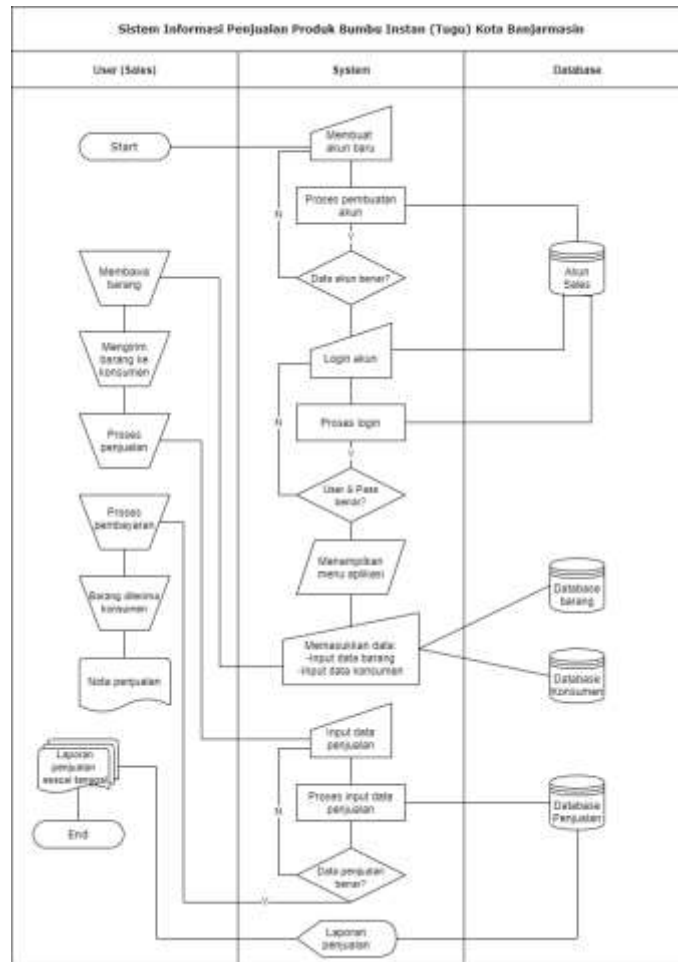 Sistem Informasi Penjualan Produk Bumbu Instan (Tugu) Kota Banjarmasin
User (Sales)
System
Database
Start
Membuat
akun baru
Proses pembuatan
akun
N
Y
Data akun benar?
Akun
Sales
Membawa
barang
Mengirim
barang ke
konsumen
Login akun
Proses
penjualan
Proses login
N
Y
User & Pass
benar?
Proses
pembayaran
Menampilkan
menu aplikasi
Barang diterima
konsumen
Database
barang
Memasukkan data:
-Input data barang
-Input data konsumen
Nota penjualan
Database
Konsumen
Input data
penjualan
Laporan
penjualan
sesuai tanggal
Proses input data
penjualan
N
Database
Penjualan
End
Data penjualan
benar?
Y
Laporan
penjualan